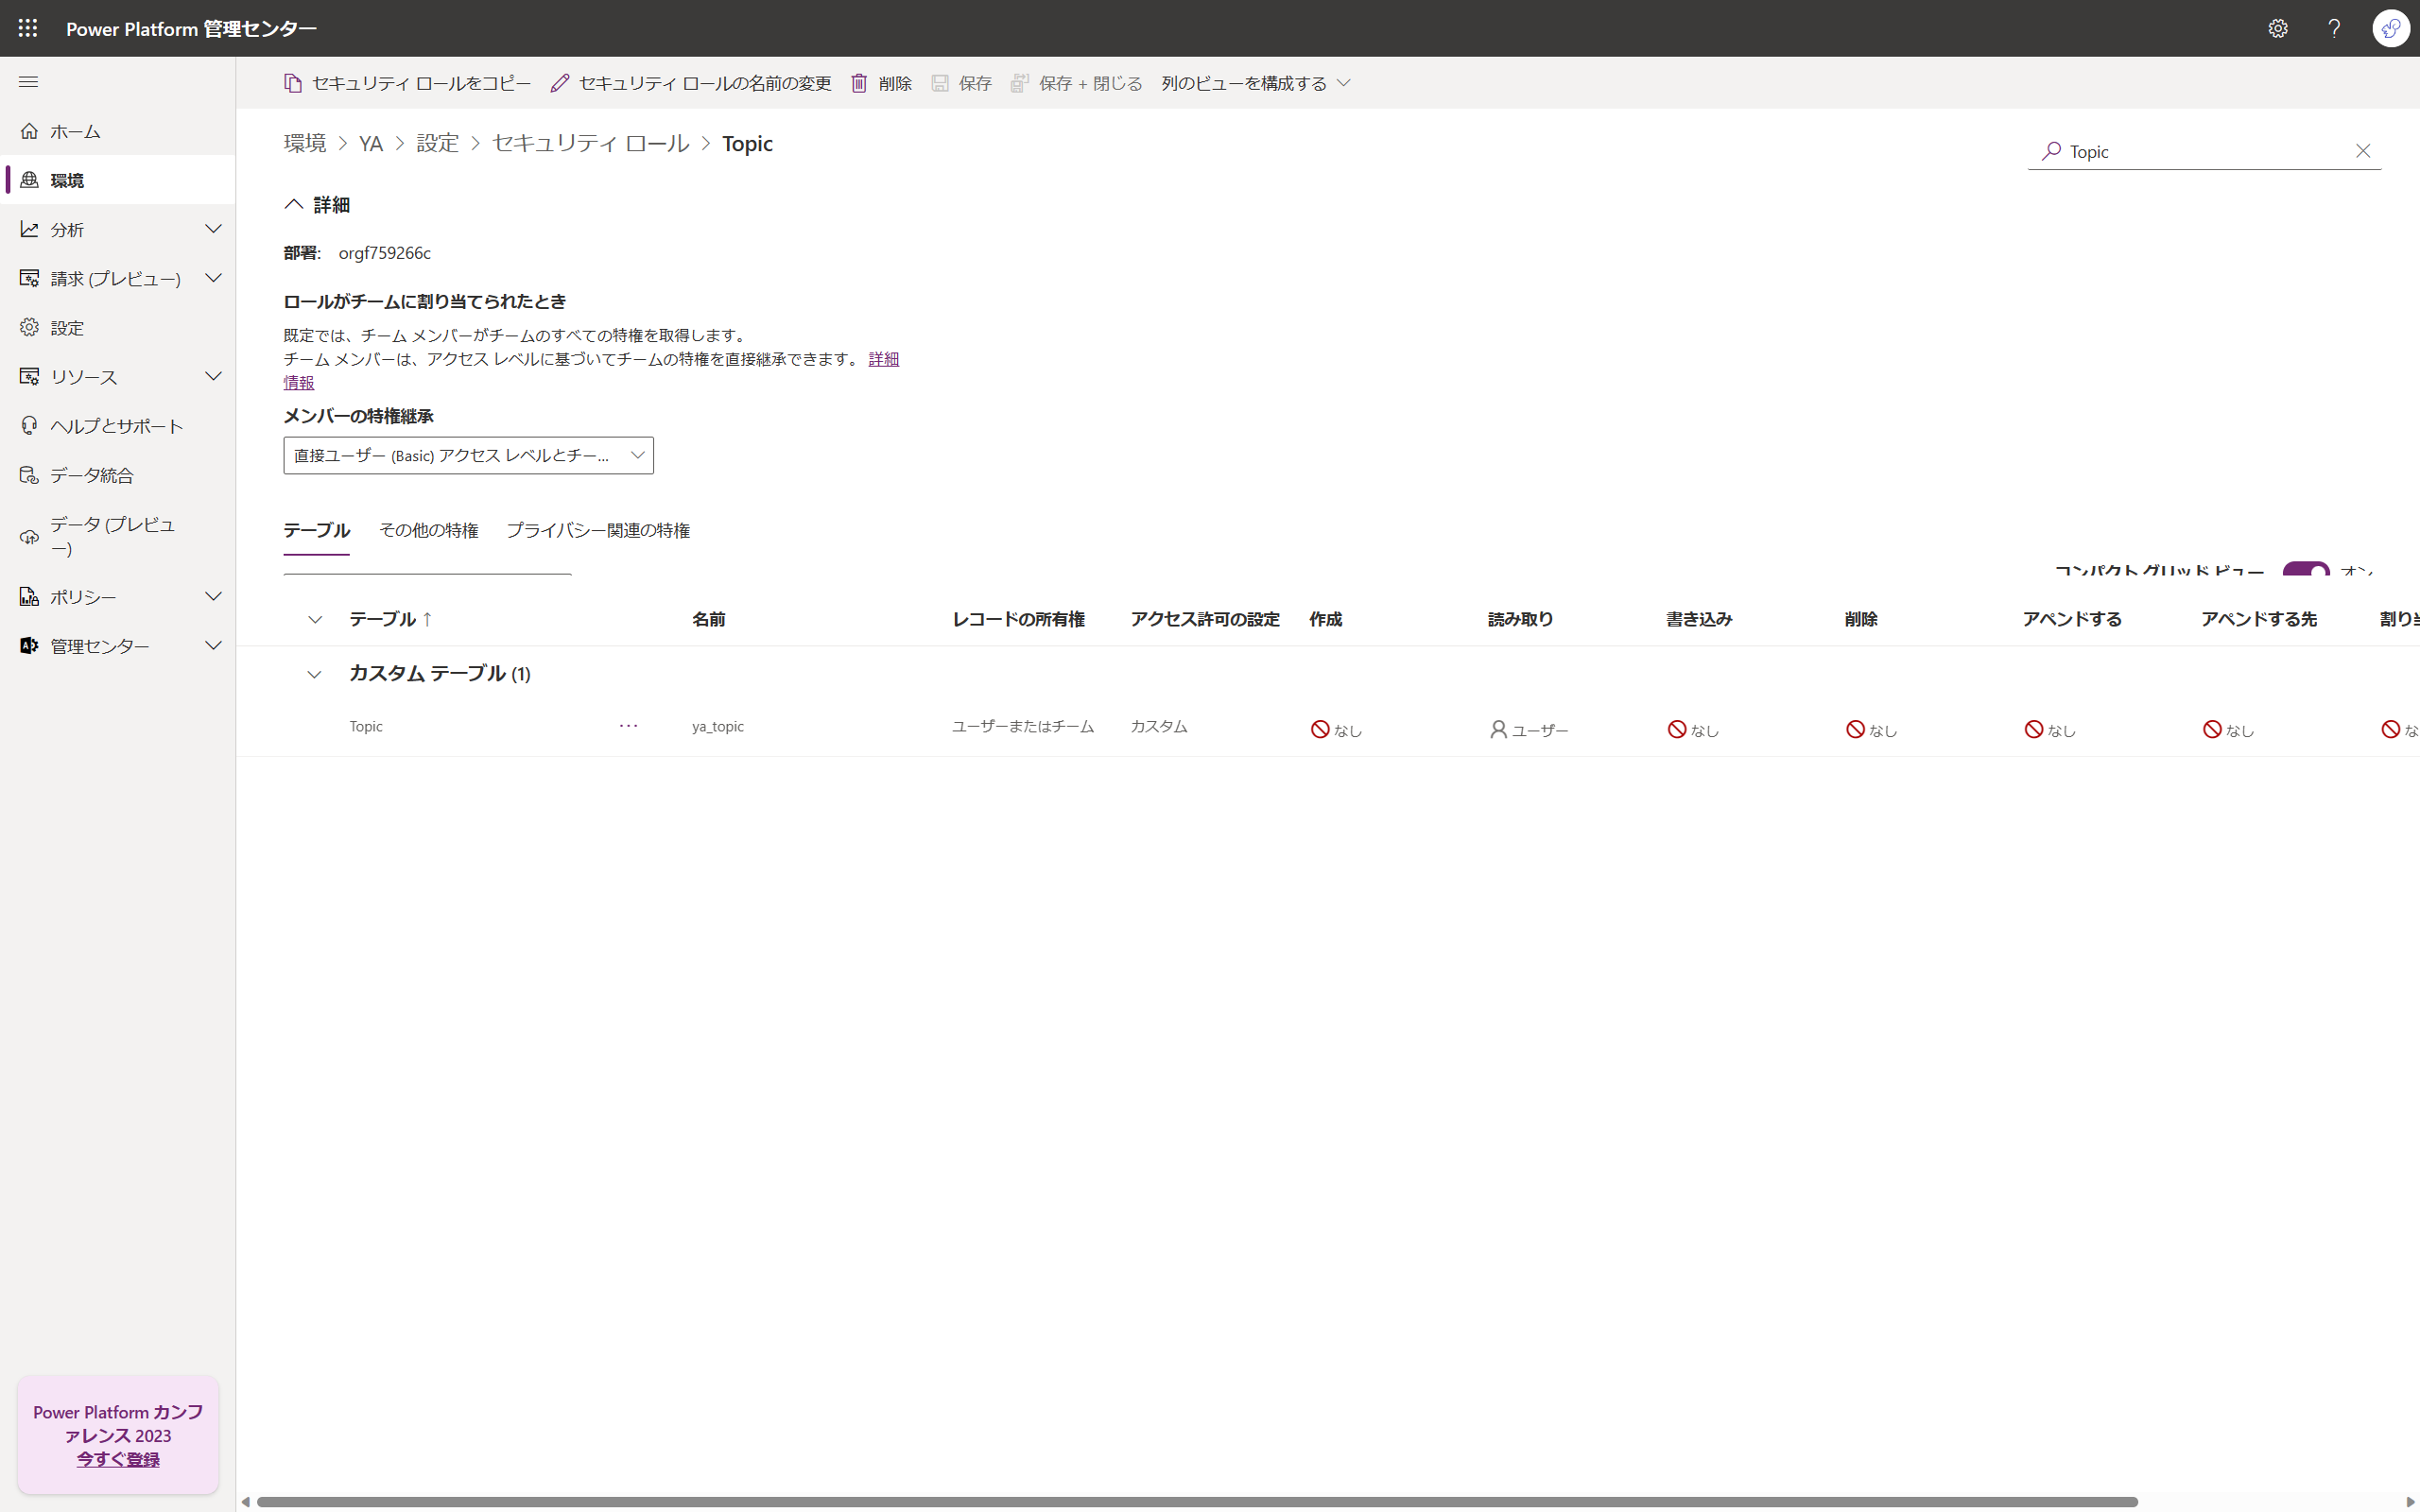 Power Platform 管理センター
セキュリティ ロールをコピー セキュリティ ロールの名前の変更 削除 保存 保存 + 閉じる 列のビューを構成する
ホーム
環境
分析
請求 (プレビュー)
設定
リソース
ヘルプとサポート
データ統合
データ (プレビュ
ー)
ポリシー
管理センター
Power Platform カンフ
ァレンス 2023
今すぐ登録
環境 > YA > 設定 > セキュリティ ロール > Topic
Topic
詳細
部署: orgf759266c
ロールがチームに割り当てられたとき
既定では、チーム メンバーがチームのすべての特権を取得します。
チーム メンバーは、アクセス レベルに基づいてチームの特権を直接継承できます。 詳細
情報
メンバーの特権継承
直接ユーザー (Basic) アクセス レベルとチー...
テーブル その他の特権 プライバシー関連の特権
コンパクト グリッド ビュー オン
テーブル ↑ 名前 レコードの所有権 アクセス許可の設定 作成 読み取り 書き込み 削除 アペンドする アペンドする先 割り
カスタム テーブル (1)
Topic ... ya_topic ユーザーまたはチーム カスタム なし ユーザー なし なし なし なし な